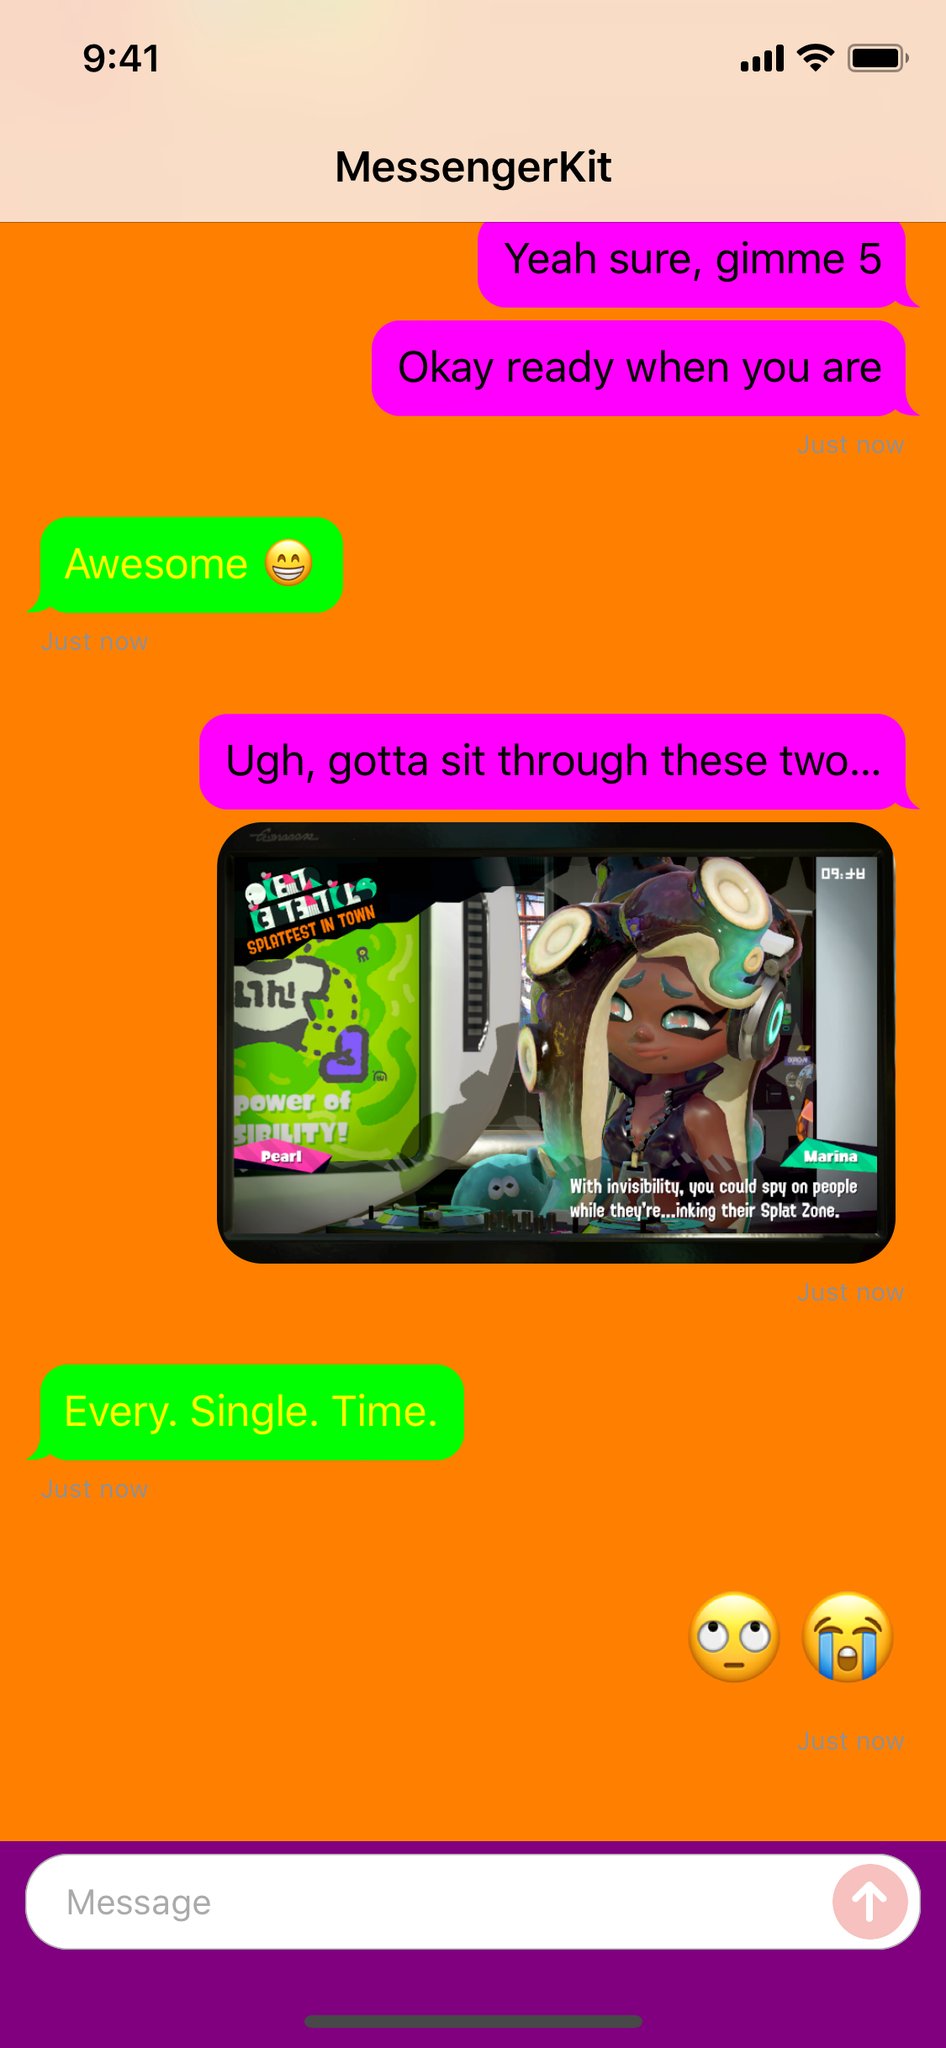 9:41
MessengerKit
Yeah sure, gimme 5
Okay ready when you are
Just now
Awesome 😁
Just now
Ugh, gotta sit through these two...
SPLATFEST IN TOWN
power of
SIBILITY!
Pearl
Marina
With invisibility, you could spy on people
while they're...inking their Splat Zone.
Just now
Every. Single. Time.
Just now
🙄 😭
Just now
Message